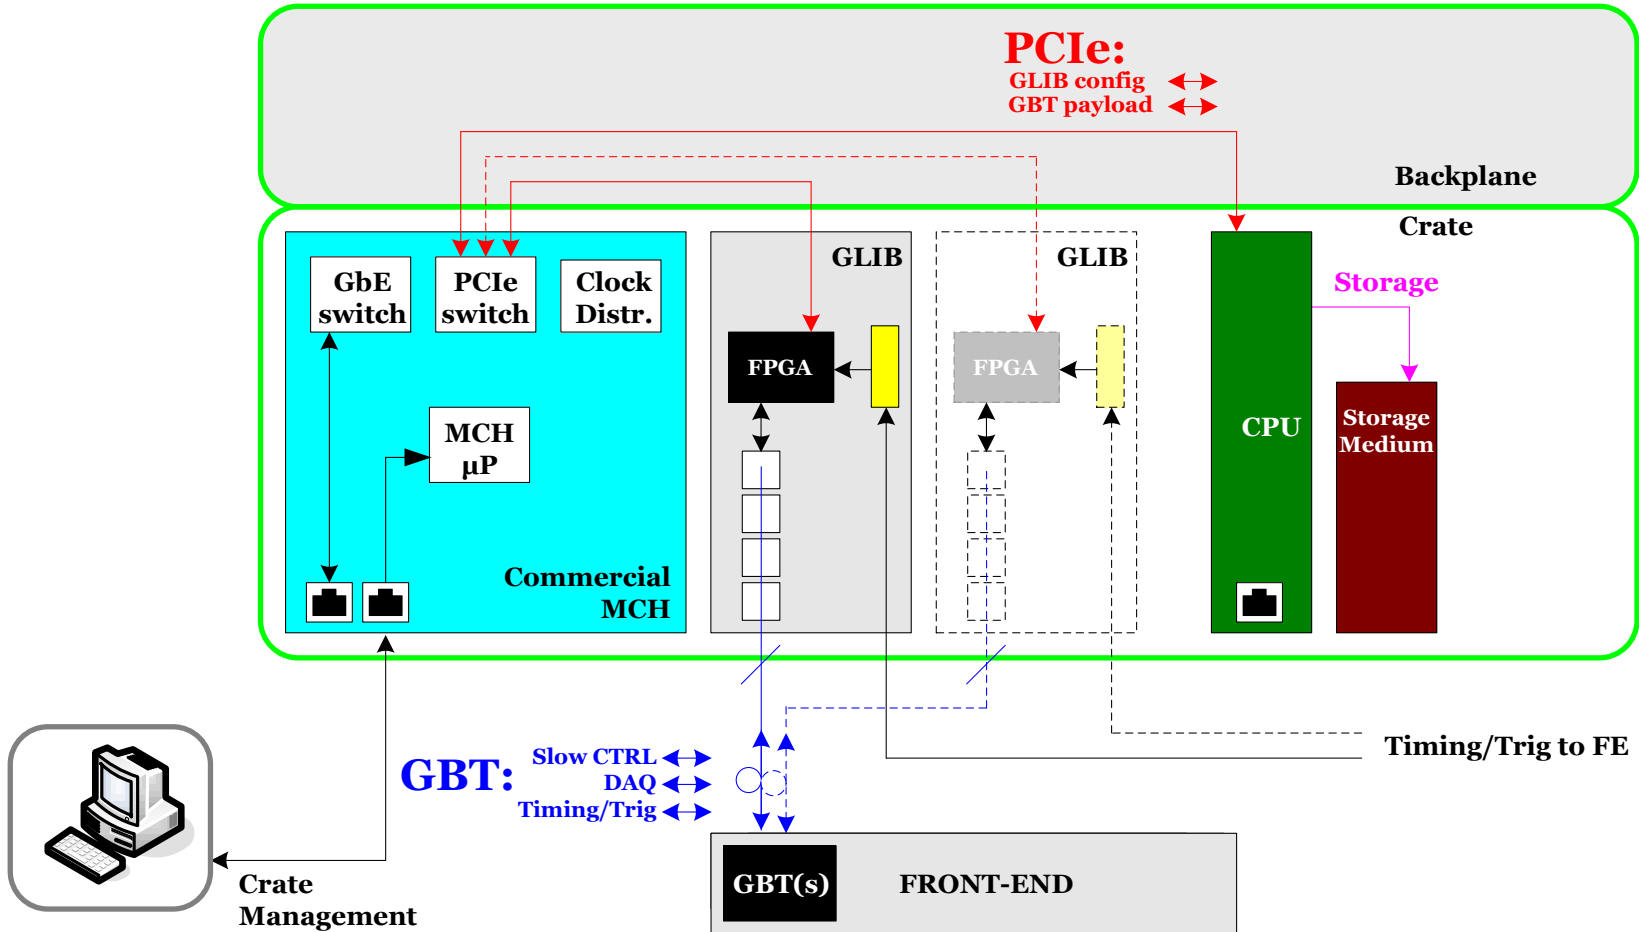 PCIe:
GLIB config
GBT payload
Backplane
Crate
GLIB
GLIB
GbE
switch
PCIe
switch
Clock
Distr.
Storage
FPGA
FPGA
MCH
µP
CPU
Storage
Medium
Commercial
MCH
GBT:
Slow CTRL
DAQ
Timing/Trig
Timing/Trig to FE
Crate
Management
GBT(s)
FRONT-END